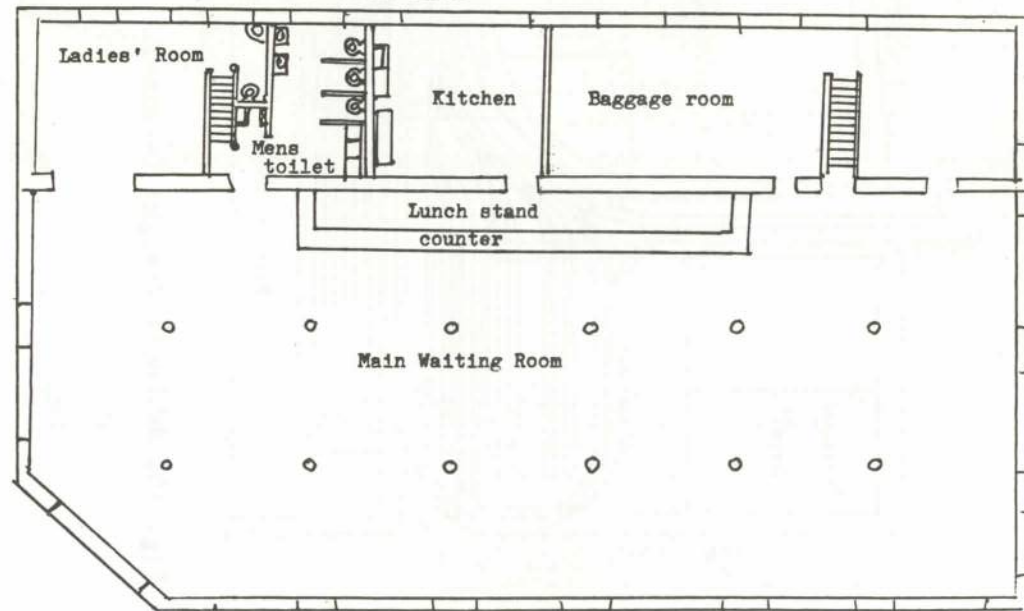 Ladies' Room
Mens
toilet
Kitchen
Baggage room
Lunch stand
counter
Main Waiting Room